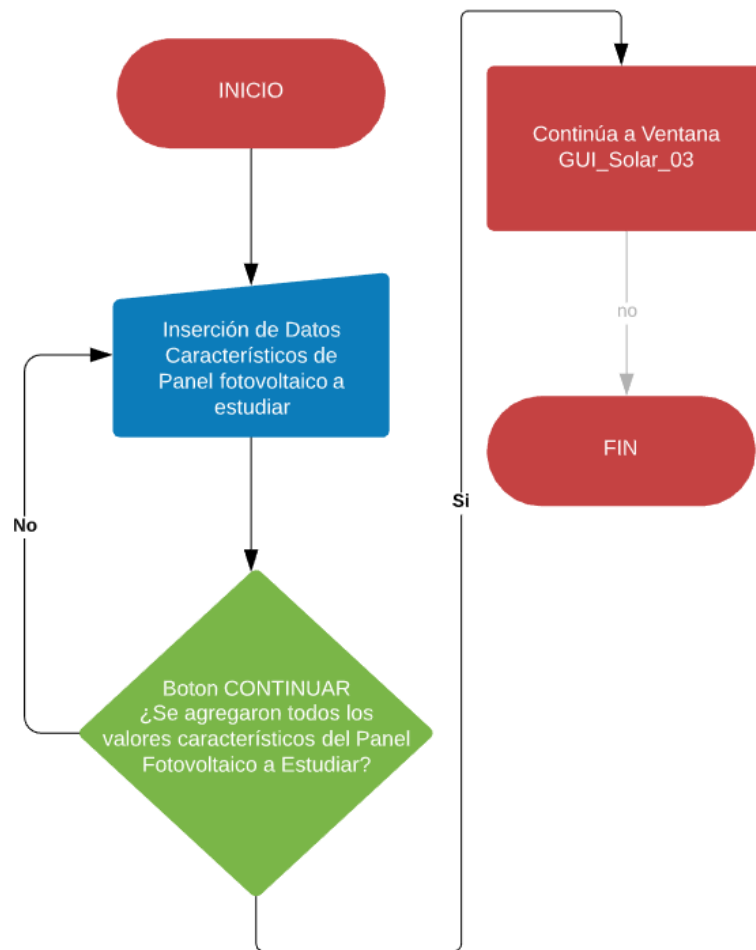 INICIO
Inserción de Datos
Característicos de
Panel fotovoltaico a
estudiar
No
Boton CONTINUAR
¿Se agregaron todos los
valores característicos del Panel
Fotovoltaico a Estudiar?
Si
Continúa a Ventana
GUI_Solar_03
no
FIN